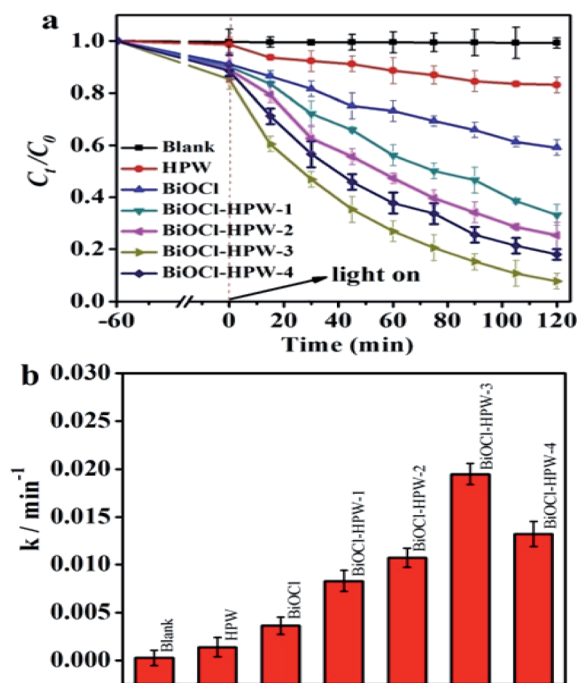 a
1.0
0.8
0.6
0.4
0.2
0.0
Ct/C0
Blank
HPW
BiOCl
BiOCl-HPW-1
BiOCl-HPW-2
BiOCl-HPW-3
BiOCl-HPW-4
light on
-60 0 20 40 60 80 100 120
Time (min)
b
0.030
0.025
0.020
0.015
0.010
0.005
0.000
k / min-1
Blank
HPW
BiOCl
BiOCl-HPW-1
BiOCl-HPW-2
BiOCl-HPW-3
BiOCl-HPW-4